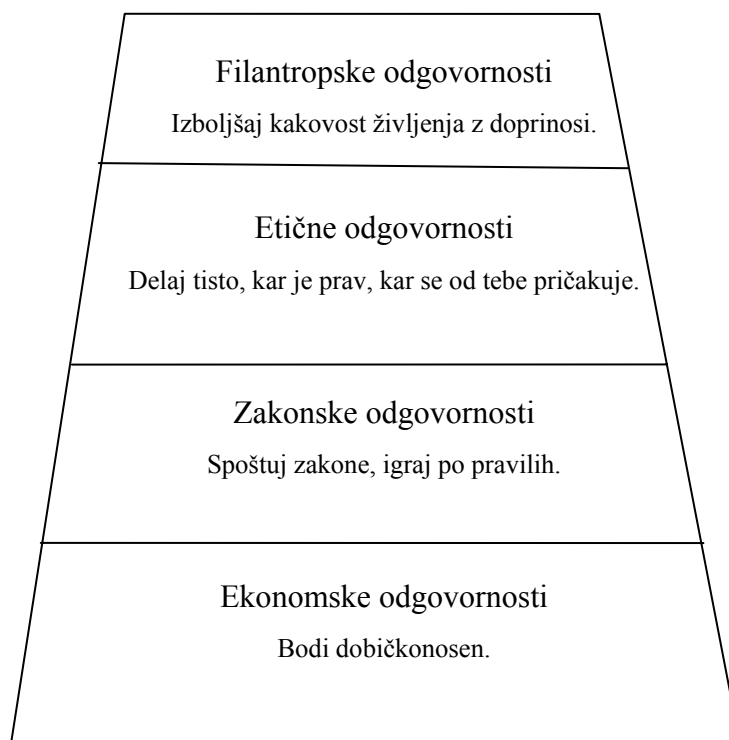 Filantropske odgovornosti
Izboljšaj kakovost življenja z doprinosi.
Etične odgovornosti
Delaj tisto, kar je prav, kar se od tebe pričakuje.
Zakonske odgovornosti
Spoštuj zakone, igraj po pravilih.
Ekonomske odgovornosti
Bodi dobičkonosen.